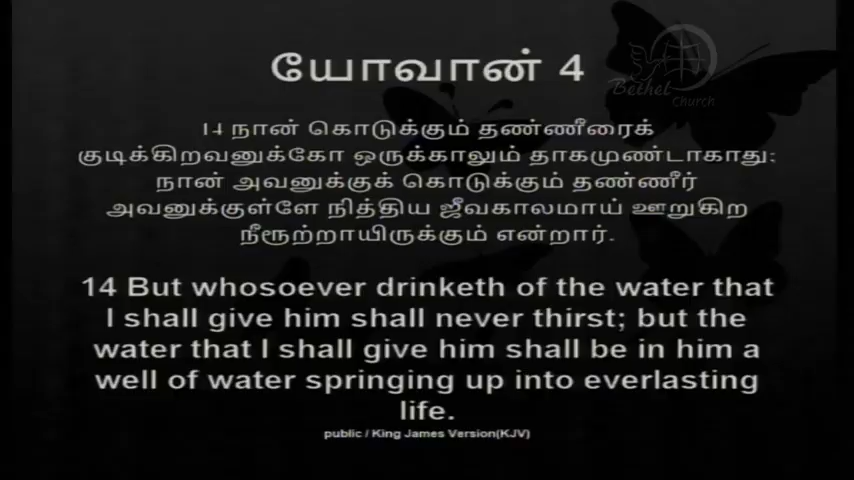 யோவான் 4
Bethel
Church
14 நான் கொடுக்கும் தண்ணீரைக்
குடிக்கிறவனுக்கோ ஒருக்காலும் தாகமுண்டாகாது;
நான் அவனுக்குக் கொடுக்கும் தண்ணீர்
அவனுக்குள்ளே நித்திய ஜீவகாலமாய் ஊறுகிற
நீரூற்றாயிருக்கும் என்றார்.
14 But whosoever drinketh of the water that
I shall give him shall never thirst; but the
water that I shall give him shall be in him a
well of water springing up into everlasting
life.
public / King James Version(KJV)